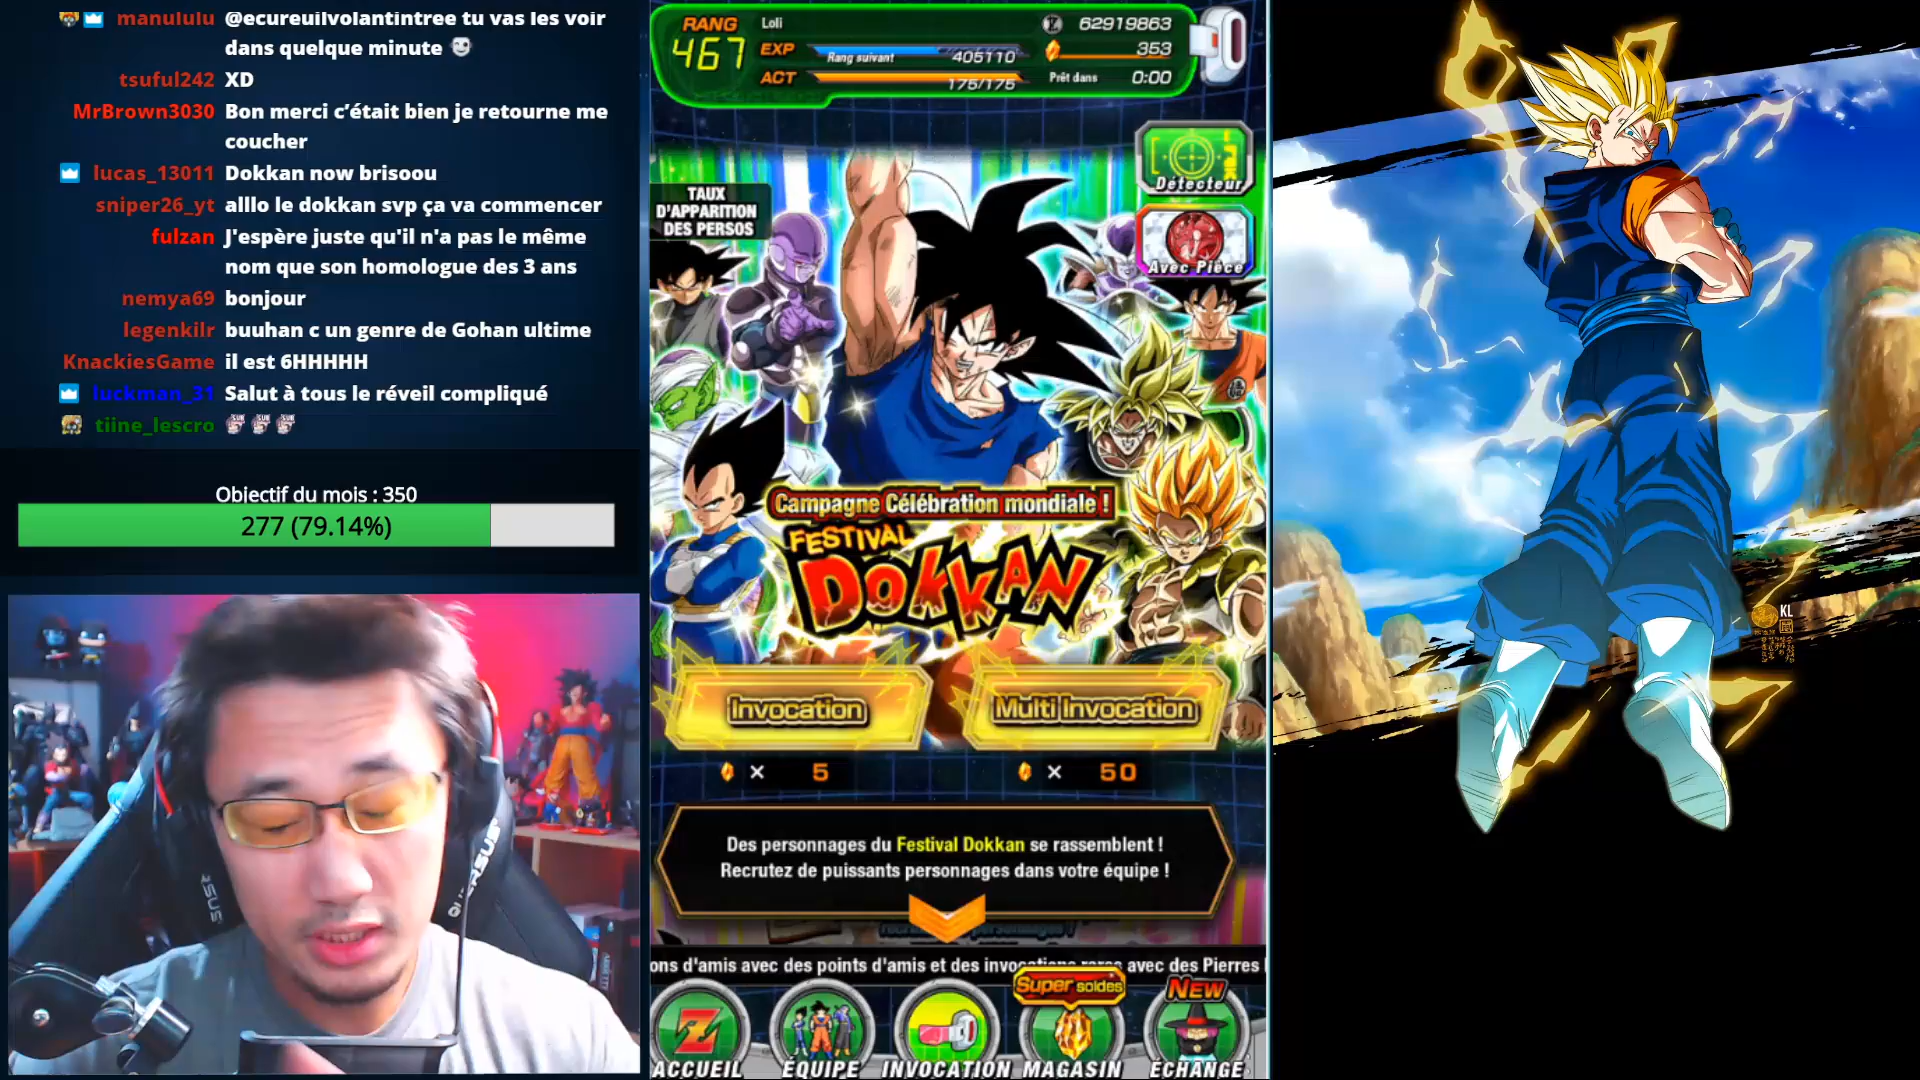 manululu @ecureuilvolantintree tu vas les voir
dans quelque minute
tsuful242 XD
MrBrown3030 Bon merci c’était bien je retourne me
coucher
lucas_13011 Dokkan now brisoou
sniper26_yt alllo le dokkan svp ça va commencer
fulzan J'espère juste qu'il n'a pas le même
nom que son homologue des 3 ans
nemya69 bonjour
legenkilr buuhan c un genre de Gohan ultime
KnackiesGame il est 6HHHHH
luckman_31 Salut à tous le réveil compliqué
tiine_lescro
Objectif du mois : 350
277 (79.14%)
RANG
467
Loli
62919863
EXP
Rang suivant
405110
353
ACT
175/175
Prêt dans
0:00
Détecteur
TAUX
D'APPARITION
DES PERSOS
Avec Pièce
Campagne Célébration mondiale !
FESTIVAL
DOKKAN
Invocation
Multi Invocation
× 5
× 50
Des personnages du Festival Dokkan se rassemblent !
Recrutez de puissants personnages dans votre équipe !
ons d'amis avec des points d'amis et des invocations rares avec des Pierres
Super soldes
NEW
ACCUEIL
ÉQUIPE
INVOCATION
MAGASIN
ÉCHANGE
KL